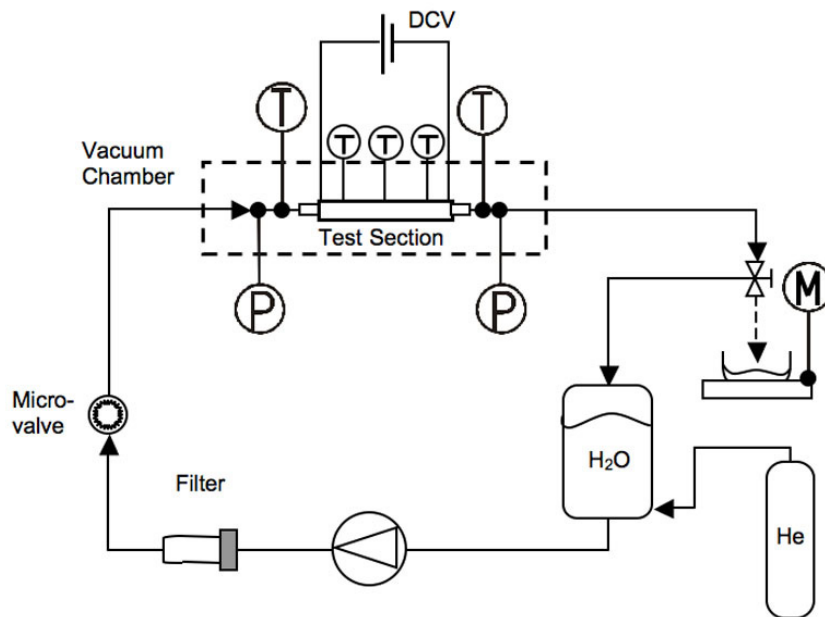 DCV
T
T
T
T
T
Vacuum
Chamber
Test Section
P
P
M
Micro-
valve
H₂O
Filter
He